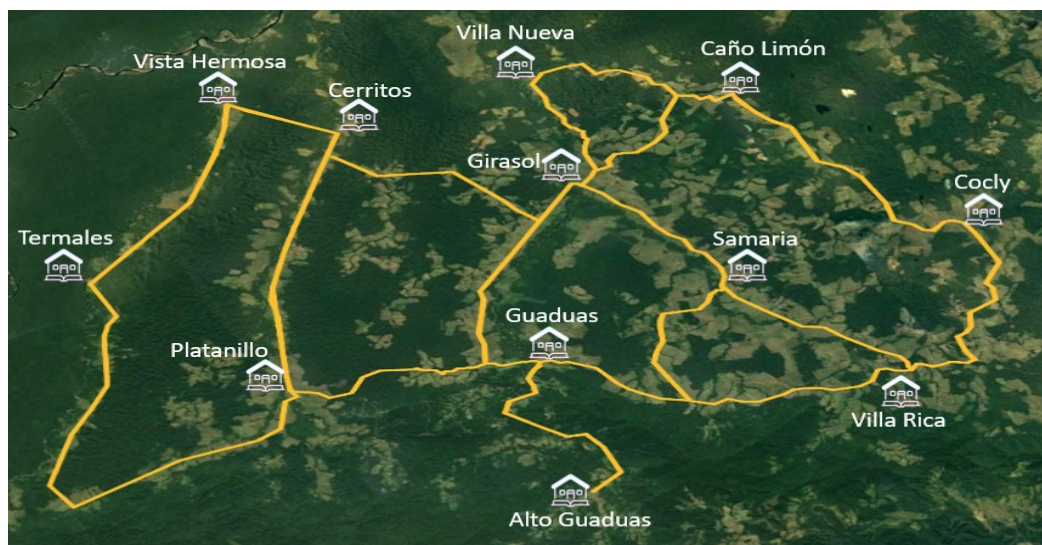 Villa Nueva
Caño Limón
Vista Hermosa
Cerritos
Girasol
Cocly
Termales
Samaria
Guaduas
Platanillo
Villa Rica
Alto Guaduas